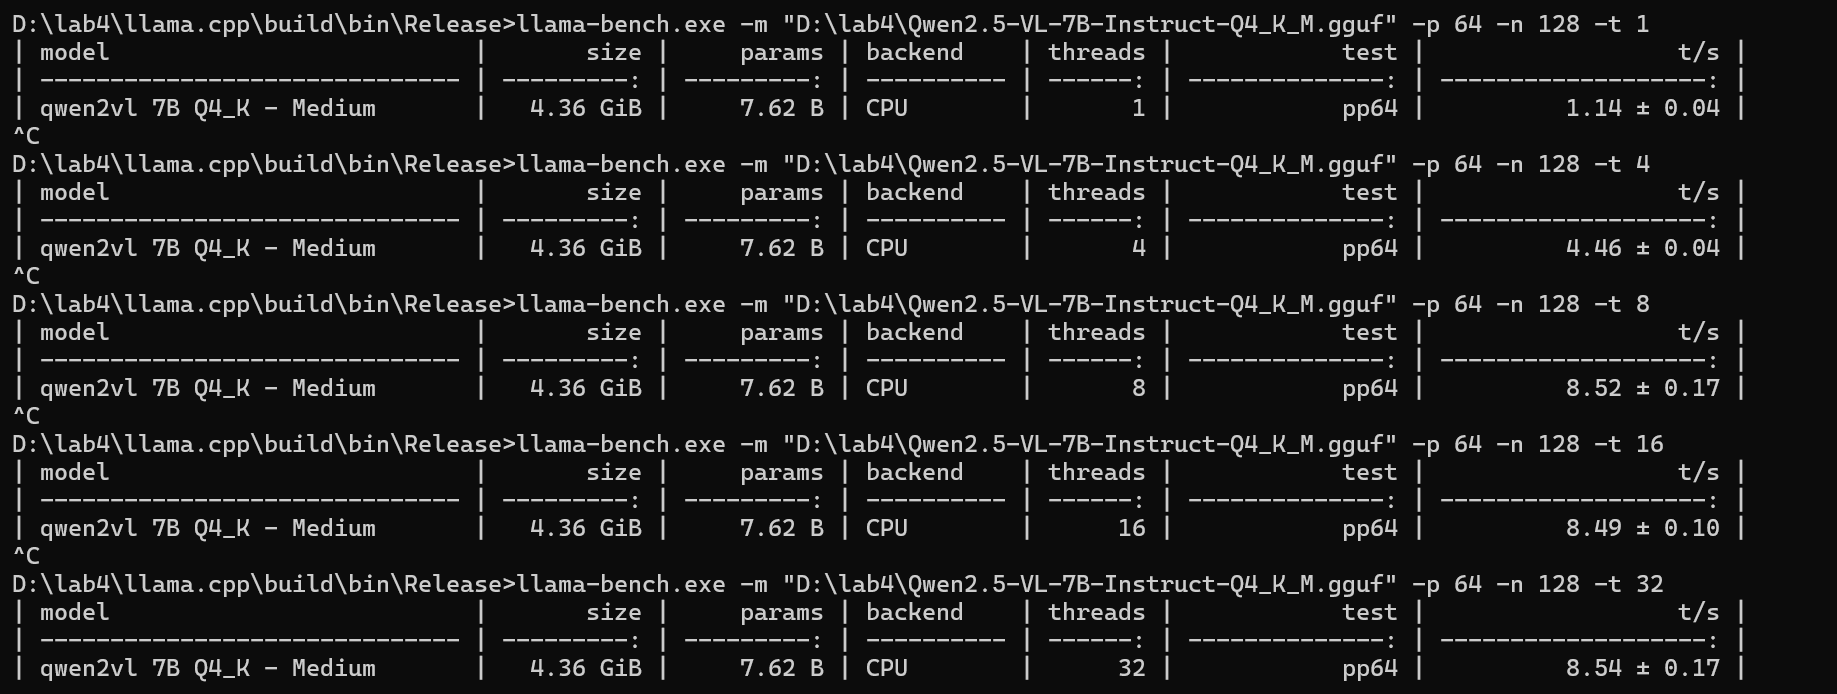 D:\lab4\llama.cpp\build\bin\Release>llama-bench.exe -m "D:\lab4\Qwen2.5-VL-7B-Instruct-Q4_K_M.gguf" -p 64 -n 128 -t 1
| model                          |       size |     params | backend    | threads |            test |                  t/s |
| ------------------------------ | ---------: | ---------: | ---------- | ------: | --------------: | -------------------: |
| qwen2vl 7B Q4_K - Medium       |   4.36 GiB |     7.62 B | CPU        |       1 |            pp64 |          1.14 ± 0.04 |
^C
D:\lab4\llama.cpp\build\bin\Release>llama-bench.exe -m "D:\lab4\Qwen2.5-VL-7B-Instruct-Q4_K_M.gguf" -p 64 -n 128 -t 4
| model                          |       size |     params | backend    | threads |            test |                  t/s |
| ------------------------------ | ---------: | ---------: | ---------- | ------: | --------------: | -------------------: |
| qwen2vl 7B Q4_K - Medium       |   4.36 GiB |     7.62 B | CPU        |       4 |            pp64 |          4.46 ± 0.04 |
^C
D:\lab4\llama.cpp\build\bin\Release>llama-bench.exe -m "D:\lab4\Qwen2.5-VL-7B-Instruct-Q4_K_M.gguf" -p 64 -n 128 -t 8
| model                          |       size |     params | backend    | threads |            test |                  t/s |
| ------------------------------ | ---------: | ---------: | ---------- | ------: | --------------: | -------------------: |
| qwen2vl 7B Q4_K - Medium       |   4.36 GiB |     7.62 B | CPU        |       8 |            pp64 |          8.52 ± 0.17 |
^C
D:\lab4\llama.cpp\build\bin\Release>llama-bench.exe -m "D:\lab4\Qwen2.5-VL-7B-Instruct-Q4_K_M.gguf" -p 64 -n 128 -t 16
| model                          |       size |     params | backend    | threads |            test |                  t/s |
| ------------------------------ | ---------: | ---------: | ---------- | ------: | --------------: | -------------------: |
| qwen2vl 7B Q4_K - Medium       |   4.36 GiB |     7.62 B | CPU        |      16 |            pp64 |          8.49 ± 0.10 |
^C
D:\lab4\llama.cpp\build\bin\Release>llama-bench.exe -m "D:\lab4\Qwen2.5-VL-7B-Instruct-Q4_K_M.gguf" -p 64 -n 128 -t 32
| model                          |       size |     params | backend    | threads |            test |                  t/s |
| ------------------------------ | ---------: | ---------: | ---------- | ------: | --------------: | -------------------: |
| qwen2vl 7B Q4_K - Medium       |   4.36 GiB |     7.62 B | CPU        |      32 |            pp64 |          8.54 ± 0.17 |